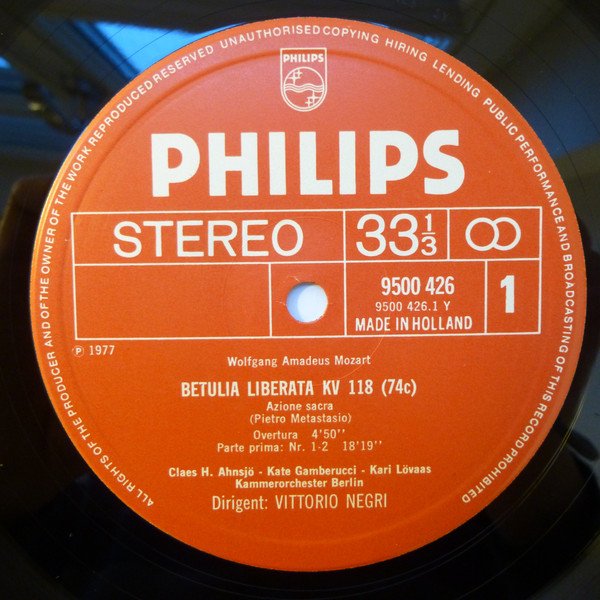 ALL RIGHTS OF THE PRODUCER AND OF THE OWNER OF THE WORK REPRODUCED RESERVED UNAUTHORISED COPYING HIRING LENDING PUBLIC PERFORMANCE AND BROADCASTING OF THIS RECORD PROHIBITED
PHILIPS
PHILIPS
STEREO 33 1/3
9500 426
9500 426.1 Y
MADE IN HOLLAND
1
℗ 1977
Wolfgang Amadeus Mozart
BETULIA LIBERATA KV 118 (74c)
Azione sacra
(Pietro Metastasio)
Overtura 4'50''
Parte prima: Nr. 1-2 18'19''
Claes H. Ahnsjö - Kate Gamberucci - Kari Lövaas
Kammerorchester Berlin
Dirigent: VITTORIO NEGRI